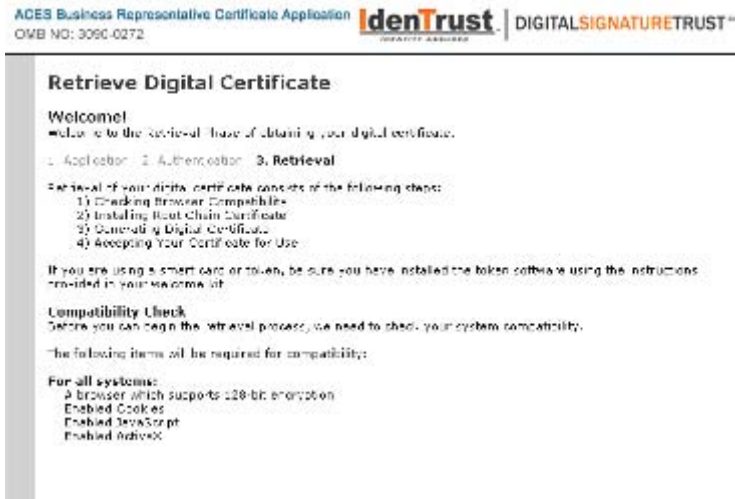 ACES Business Representative Certificate Application
OMB NO: 3090-0272
IdenTrust
DIGITALSIGNATURETRUST
Retrieve Digital Certificate
Welcome!
Welcome to the Retrieval Phase of obtaining your digital certificate.
1. Application 2. Authentication 3. Retrieval
Retrieval of your digital certificate consists of the following steps:
1) Checking Browser Compatibility
2) Installing Root Chain Certificate
3) Generating Digital Certificate
4) Accepting Your Certificate for Use
If you are using a smart card or token, be sure you have installed the token software using the instructions
provided in your welcome kit.
Compatibility Check
Before you can begin the retrieval process, we need to check your system compatibility.
The following items will be required for compatibility:
For all systems:
A browser which supports 128-bit encryption
Enabled Cookies
Enabled JavaScript
Enabled ActiveX